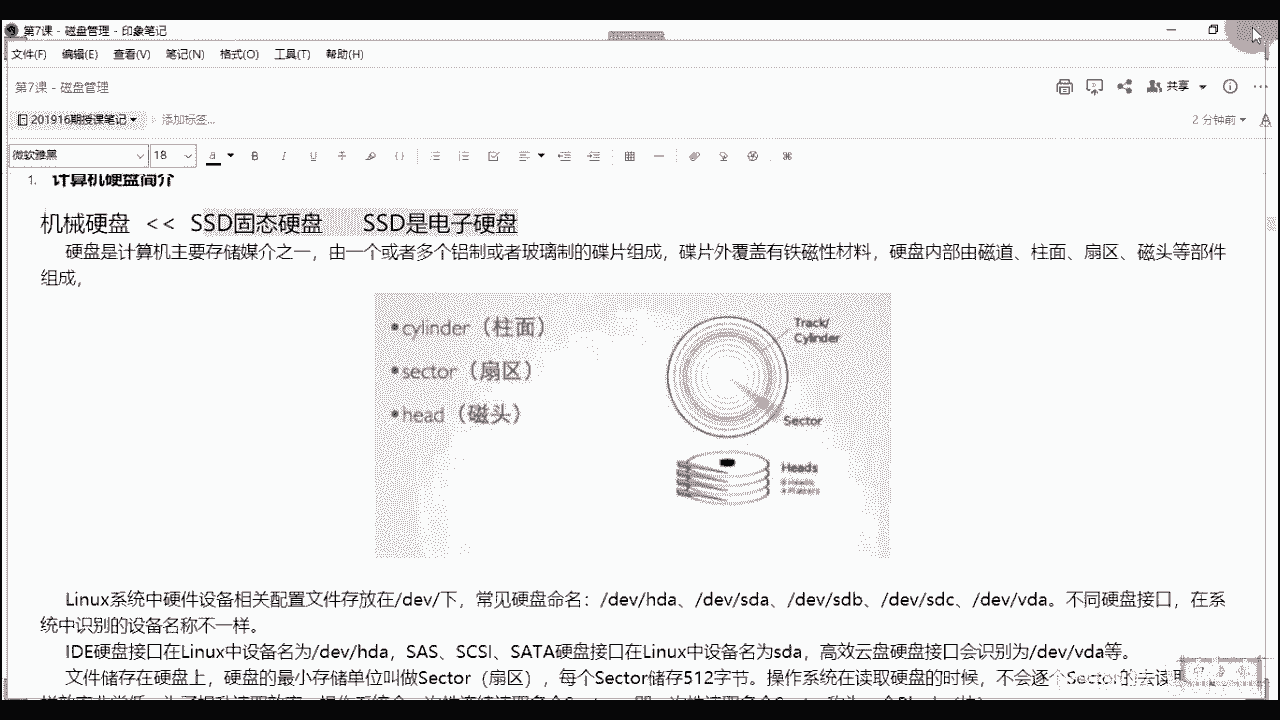 第7课 - 磁盘管理 - 印象笔记
文件(F) 编辑(E) 查看(V) 笔记(N) 格式(O) 工具(T) 帮助(H)
第7课 - 磁盘管理
共享
201916期授课笔记
添加标签...
2 分钟前
微软雅黑 18
1. 计算机硬盘简介
机械硬盘 << SSD固态硬盘 SSD是电子硬盘
硬盘是计算机主要存储媒介之一，由一个或者多个铝制或者玻璃制的碟片组成，碟片外覆盖有铁磁性材料，硬盘内部由磁道、柱面、扇区、磁头等部件
组成，
•cylinder（柱面）
•sector（扇区）
•head（磁头）
Track/
Cylinder
Sector
Heads
Linux系统中硬件设备相关配置文件存放在/dev/下，常见硬盘命名：/dev/hda、/dev/sda、/dev/sdb、/dev/sdc、/dev/vda。不同硬盘接口，在系
统中识别的设备名称不一样。
IDE硬盘接口在Linux中设备名为/dev/hda，SAS、SCSI、SATA硬盘接口在Linux中设备名为sda，高效云盘硬盘接口会识别为/dev/vda等。
文件储存在硬盘上，硬盘的最小存储单位叫做Sector（扇区），每个Sector储存512字节。操作系统在读取硬盘的时候，不会逐个Sector的去读